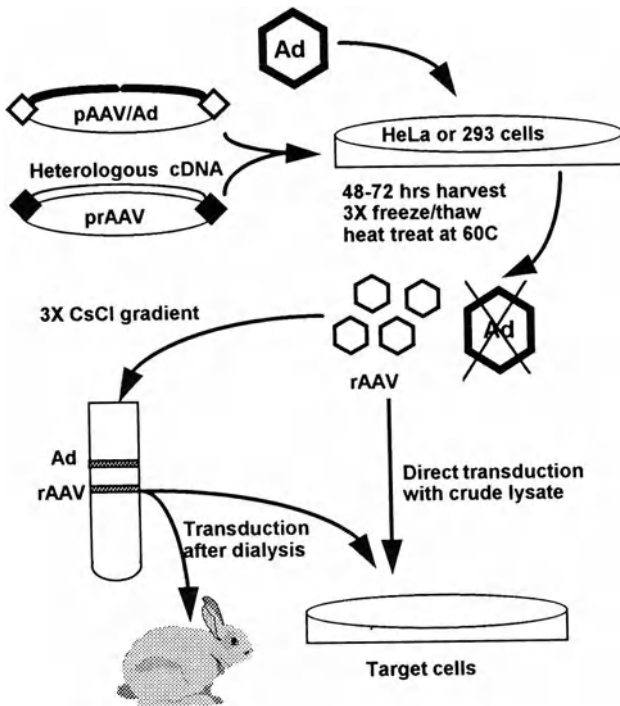 Ad
pAAV/Ad
HeLa or 293 cells
Heterologous cDNA
prAAV
48-72 hrs harvest
3X freeze/thaw
heat treat at 60C
3X CsCl gradient
Ad
rAAV
Ad
rAAV
Direct transduction
with crude lysate
Transduction
after dialysis
Target cells